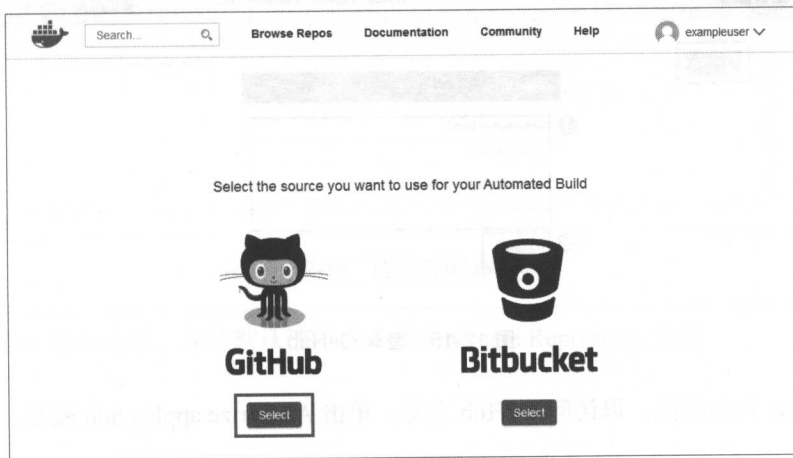 Search... Browse Repos Documentation Community Help exampleuser
Select the source you want to use for your Automated Build
GitHub Bitbucket
Select Select